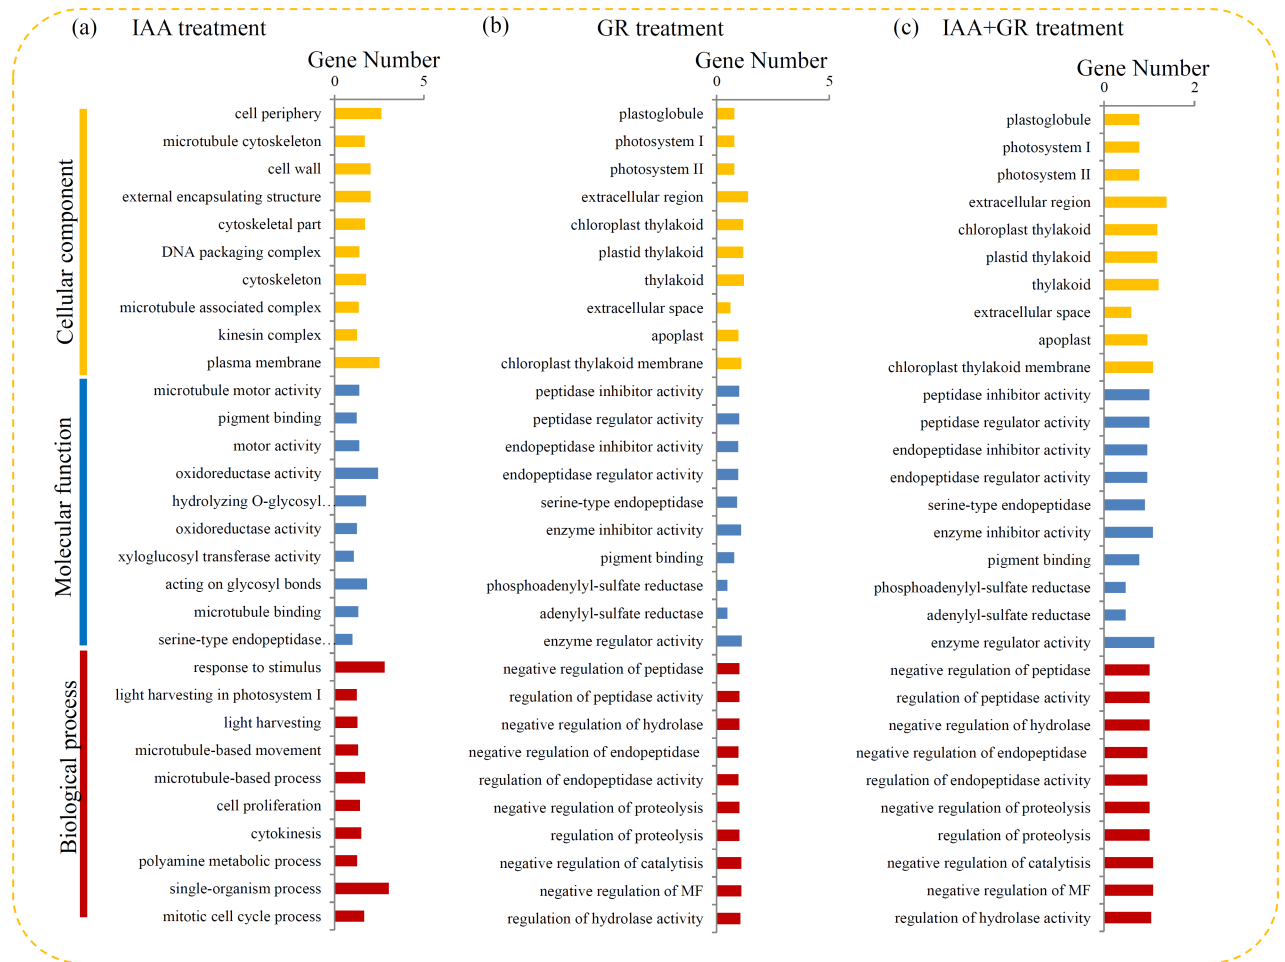 (a) IAA treatment
Gene Number
0 5
cell periphery
microtubule cytoskeleton
cell wall
external encapsulating structure
cytoskeletal part
DNA packaging complex
cytoskeleton
microtubule associated complex
kinesin complex
plasma membrane
microtubule motor activity
pigment binding
motor activity
oxidoreductase activity
hydrolyzing O-glycosyl…
oxidoreductase activity
xyloglucosyl transferase activity
acting on glycosyl bonds
microtubule binding
serine-type endopeptidase…
response to stimulus
light harvesting in photosystem I
light harvesting
microtubule-based movement
microtubule-based process
cell proliferation
cytokinesis
polyamine metabolic process
single-organism process
mitotic cell cycle process
Cellular component
Molecular function
Biological process
(b) GR treatment
Gene Number
0 5
plastoglobule
photosystem I
photosystem II
extracellular region
chloroplast thylakoid
plastid thylakoid
thylakoid
extracellular space
apoplast
chloroplast thylakoid membrane
peptidase inhibitor activity
peptidase regulator activity
endopeptidase inhibitor activity
endopeptidase regulator activity
serine-type endopeptidase
enzyme inhibitor activity
pigment binding
phosphoadenylyl-sulfate reductase
adenylyl-sulfate reductase
enzyme regulator activity
negative regulation of peptidase
regulation of peptidase activity
negative regulation of hydrolase
negative regulation of endopeptidase
regulation of endopeptidase activity
negative regulation of proteolysis
regulation of proteolysis
negative regulation of catalytisis
negative regulation of MF
regulation of hydrolase activity
(c) IAA+GR treatment
Gene Number
0 2
plastoglobule
photosystem I
photosystem II
extracellular region
chloroplast thylakoid
plastid thylakoid
thylakoid
extracellular space
apoplast
chloroplast thylakoid membrane
peptidase inhibitor activity
peptidase regulator activity
endopeptidase inhibitor activity
endopeptidase regulator activity
serine-type endopeptidase
enzyme inhibitor activity
pigment binding
phosphoadenylyl-sulfate reductase
adenylyl-sulfate reductase
enzyme regulator activity
negative regulation of peptidase
regulation of peptidase activity
negative regulation of hydrolase
negative regulation of endopeptidase
regulation of endopeptidase activity
negative regulation of proteolysis
regulation of proteolysis
negative regulation of catalytisis
negative regulation of MF
regulation of hydrolase activity